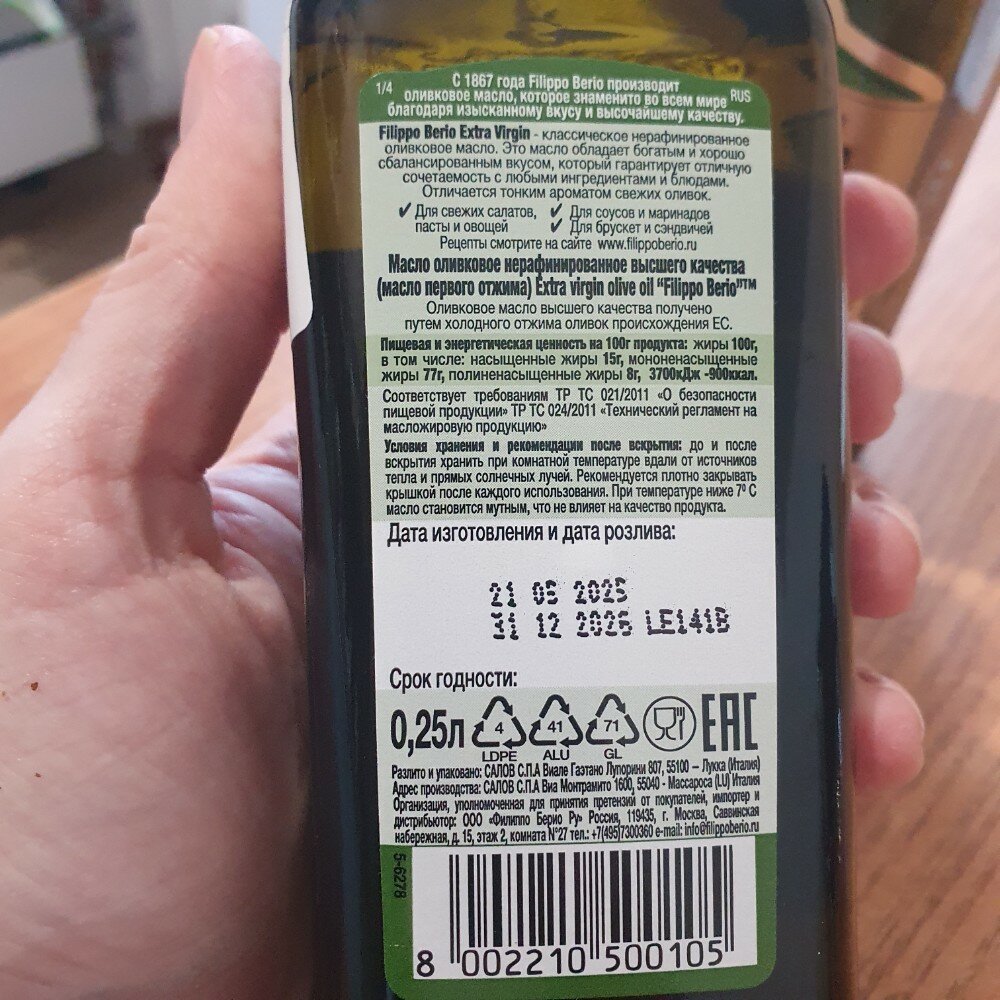 1/4
С 1867 года Filippo Berio производит
оливковое масло, которое знаменито во всем мире
благодаря изысканному вкусу и высочайшему качеству.
RUS
Filippo Berio Extra Virgin - классическое нерафинированное
оливковое масло. Это масло обладает богатым и хорошо
сбалансированным вкусом, который гарантирует отличную
сочетаемость с любыми ингредиентами и блюдами.
Отличается тонким ароматом свежих оливок.
✔ Для свежих салатов, ✔ Для соусов и маринадов
пасты и овощей ✔ Для брускет и сэндвичей
Рецепты смотрите на сайте www.filippoberio.ru
Масло оливковое нерафинированное высшего качества
(масло первого отжима) Extra virgin olive oil "Filippo Berio"™
Оливковое масло высшего качества получено
путем холодного отжима оливок происхождения ЕС.
Пищевая и энергетическая ценность на 100г продукта: жиры 100г,
в том числе: насыщенные жиры 15г, мононенасыщенные
жиры 77г, полиненасыщенные жиры 8г, 3700кДж -900ккал.
Соответствует требованиям ТР ТС 021/2011 «О безопасности
пищевой продукции» ТР ТС 024/2011 «Технический регламент на
масложировую продукцию»
Условия хранения и рекомендации после вскрытия: до и после
вскрытия хранить при комнатной температуре вдали от источников
тепла и прямых солнечных лучей. Рекомендуется плотно закрывать
крышкой после каждого использования. При температуре ниже 7⁰ С
масло становится мутным, что не влияет на качество продукта.
Дата изготовления и дата розлива:
21 05 2025
31 12 2026 LE141B
Срок годности:
0,25л 4 41 71 EAC
LDPE ALU GL
Разлито и упаковано: САЛОВ С.П.А Виале Гаэтано Лупорини 807, 55100 – Лукка (Италия)
Адрес производства: САЛОВ С.П.А Виа Монтрамито 1600, 55040 - Массароса (LU) Италия
Организация, уполномоченная для принятия претензий от покупателей, импортер и
дистрибьютор: ООО «Филиппо Берио Ру» Россия, 119435, г. Москва, Саввинская
набережная, д. 15, этаж 2, комната N°27 тел.: +7(495)7300360 e-mail: info@filippoberio.ru
5-6278
8 002210 500105